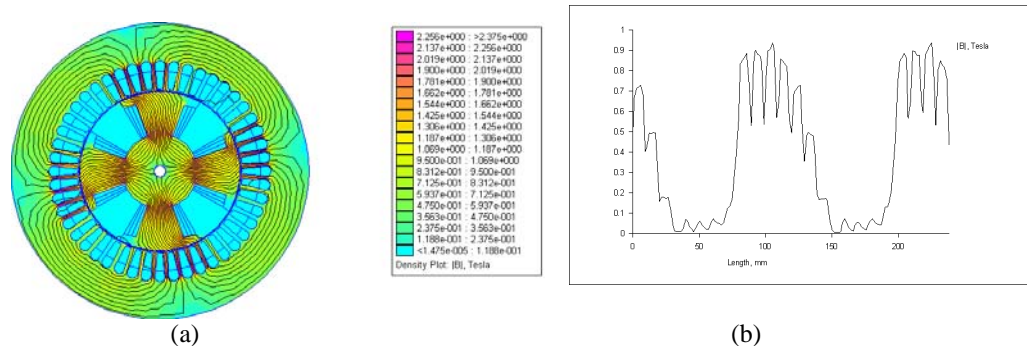 2.256e+000 : >2.375e+000
2.137e+000 : 2.256e+000
2.019e+000 : 2.137e+000
1.900e+000 : 2.019e+000
1.781e+000 : 1.900e+000
1.662e+000 : 1.781e+000
1.544e+000 : 1.662e+000
1.425e+000 : 1.544e+000
1.306e+000 : 1.425e+000
1.187e+000 : 1.306e+000
1.069e+000 : 1.187e+000
9.500e-001 : 1.069e+000
8.312e-001 : 9.500e-001
7.125e-001 : 8.312e-001
5.937e-001 : 7.125e-001
4.750e-001 : 5.937e-001
3.563e-001 : 4.750e-001
2.375e-001 : 3.563e-001
1.188e-001 : 2.375e-001
<1.475e-005 : 1.188e-001
Density Plot: |B|, Tesla
|B|, Tesla
1
0.9
0.8
0.7
0.6
0.5
0.4
0.3
0.2
0.1
0
0 50 100 150 200
Length, mm
(a) (b)